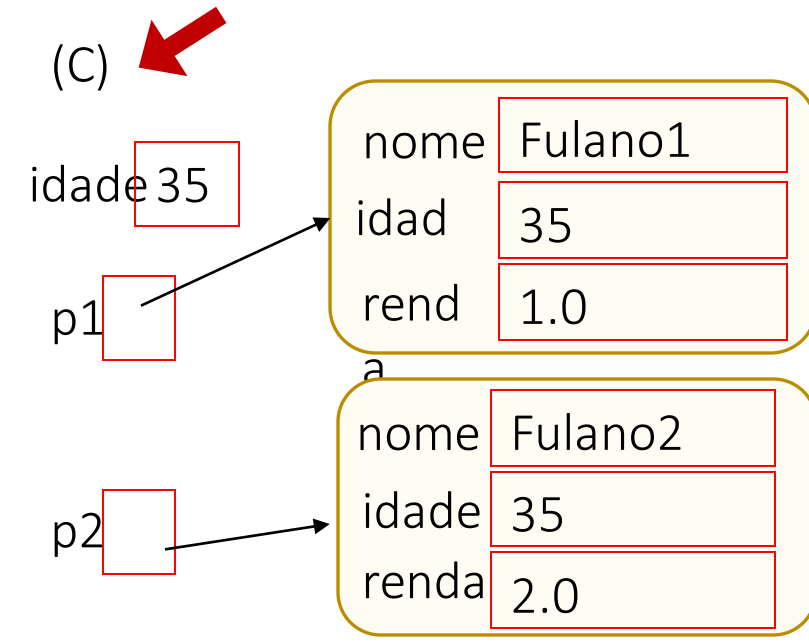 (C)
idade 35
p1
nome Fulano1
idad 35
rend 1.0
a
p2
nome Fulano2
idade 35
renda 2.0